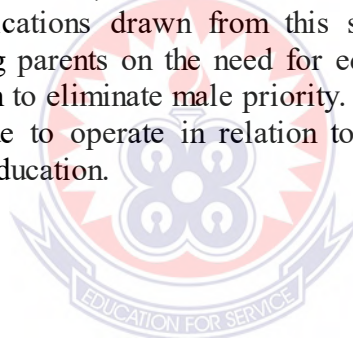 cations drawn from this s
g parents on the need for e
n to eliminate male priority.
e to operate in relation to
ducation.
EDUCATION FOR SERVICE